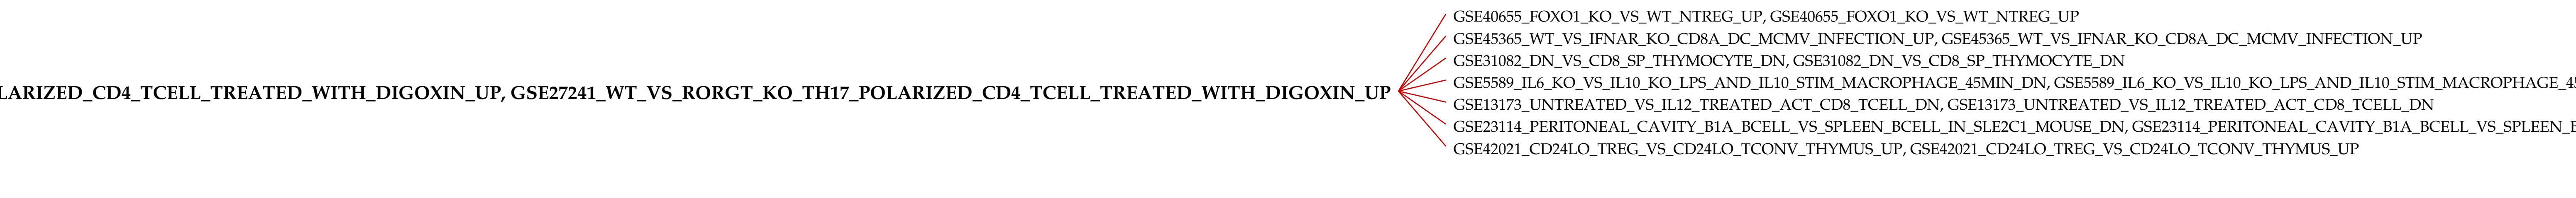 GSE40655_FOXO1_KO_VS_WT_NTREG_UP, GSE40655_FOXO1_KO_VS_WT_NTREG_UP
GSE45365_WT_VS_IFNAR_KO_CD8A_DC_MCMV_INFECTION_UP, GSE45365_WT_VS_IFNAR_KO_CD8A_DC_MCMV_INFECTION_UP
GSE31082_DN_VS_CD8_SP_THYMOCYTE_DN, GSE31082_DN_VS_CD8_SP_THYMOCYTE_DN
GSE5589_IL6_KO_VS_IL10_KO_LPS_AND_IL10_STIM_MACROPHAGE_45MIN_DN, GSE5589_IL6_KO_VS_IL10_KO_LPS_AND_IL10_STIM_MACROPHAGE_45
LARIZED_CD4_TCELL_TREATED_WITH_DIGOXIN_UP, GSE27241_WT_VS_RORGT_KO_TH17_POLARIZED_CD4_TCELL_TREATED_WITH_DIGOXIN_UP
GSE13173_UNTREATED_VS_IL12_TREATED_ACT_CD8_TCELL_DN, GSE13173_UNTREATED_VS_IL12_TREATED_ACT_CD8_TCELL_DN
GSE23114_PERITONEAL_CAVITY_B1A_BCELL_VS_SPLEEN_BCELL_IN_SLE2C1_MOUSE_DN, GSE23114_PERITONEAL_CAVITY_B1A_BCELL_VS_SPLEEN_B
GSE42021_CD24LO_TREG_VS_CD24LO_TCONV_THYMUS_UP, GSE42021_CD24LO_TREG_VS_CD24LO_TCONV_THYMUS_UP